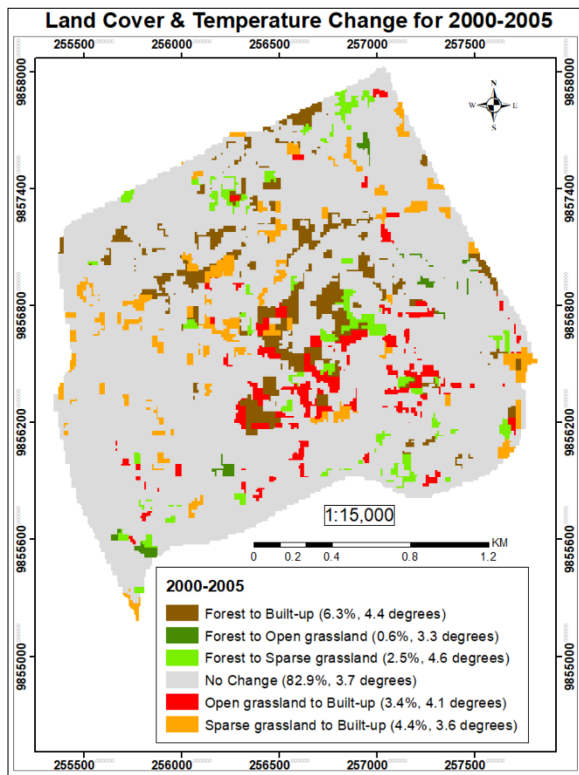 Land Cover & Temperature Change for 2000-2005
255500 256000 256500 257000 257500
9858000
9857400
9856800
9856200
9855600
9855000
N
W E
S
9858000
9857400
9856800
9856200
9855600
9855000
1:15,000
KM
0 0.2 0.4 0.8 1.2
2000-2005
Forest to Built-up (6.3%, 4.4 degrees)
Forest to Open grassland (0.6%, 3.3 degrees)
Forest to Sparse grassland (2.5%, 4.6 degrees)
No Change (82.9%, 3.7 degrees)
Open grassland to Built-up (3.4%, 4.1 degrees)
Sparse grassland to Built-up (4.4%, 3.6 degrees)
255500 256000 256500 257000 257500